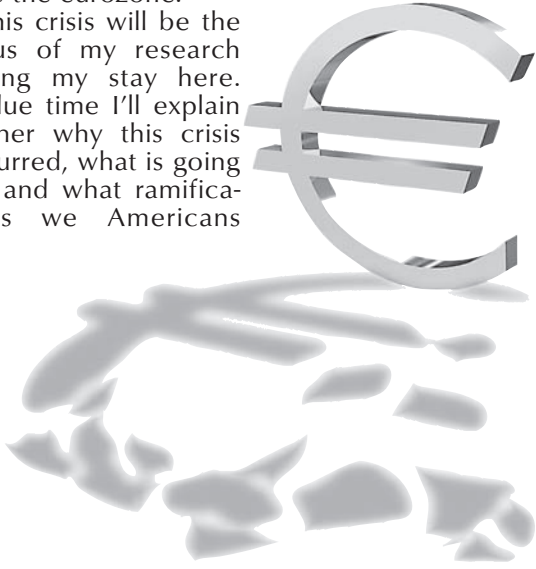 the eurozone.
his crisis will be the
us of my research
ing my stay here.
lue time I'll explain
her why this crisis
urred, what is going
and what ramifica-
s we Americans